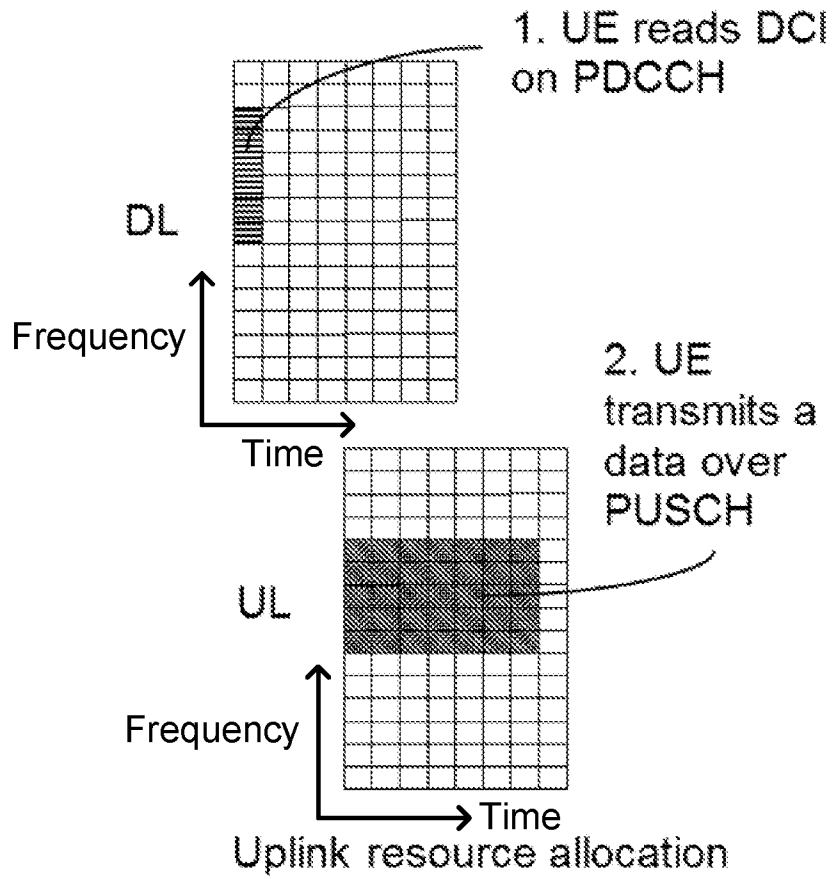 1. UE reads DCI
on PDCCH
DL
Frequency
Time
2. UE
transmits a
data over
PUSCH
UL
Frequency
Time
Uplink resource allocation